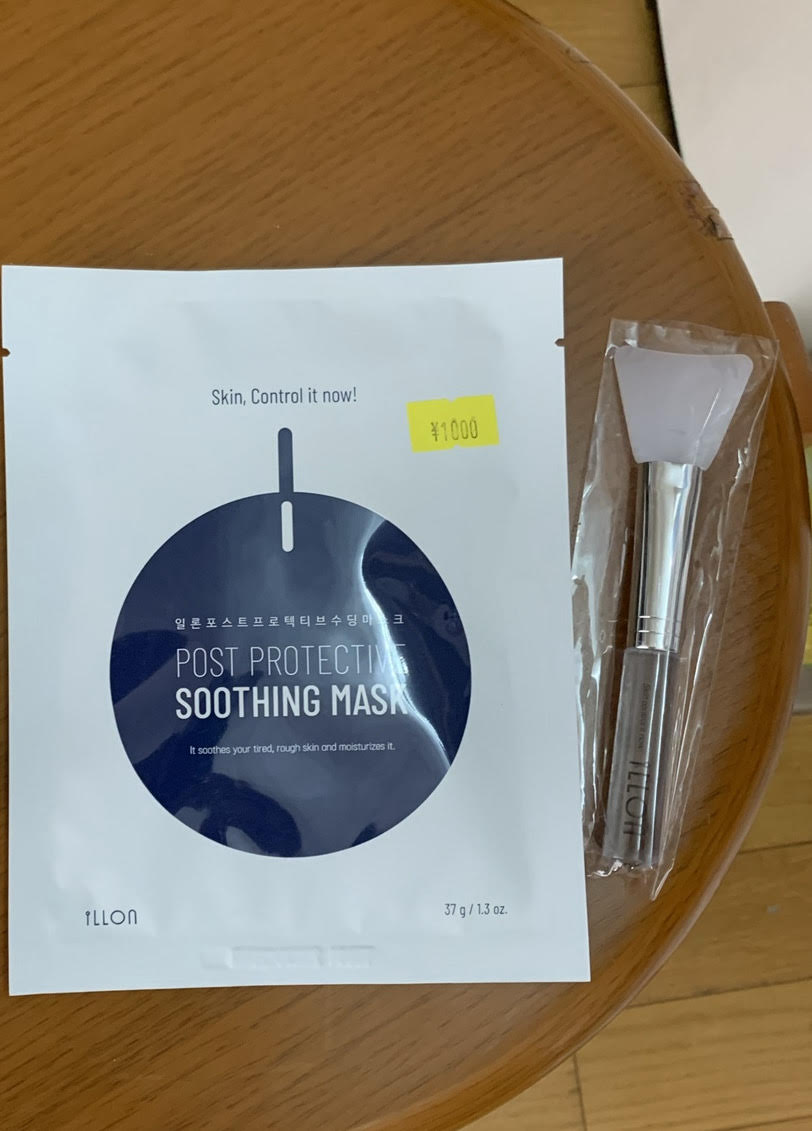 Skin, Control it now!
¥1000
일론포스트프로텍티브수딩마스크
POST PROTECTIVE
SOOTHING MASK
It soothes your tired, rough skin and moisturizes it.
iLLON
37 g / 1.3 oz.
iLLON